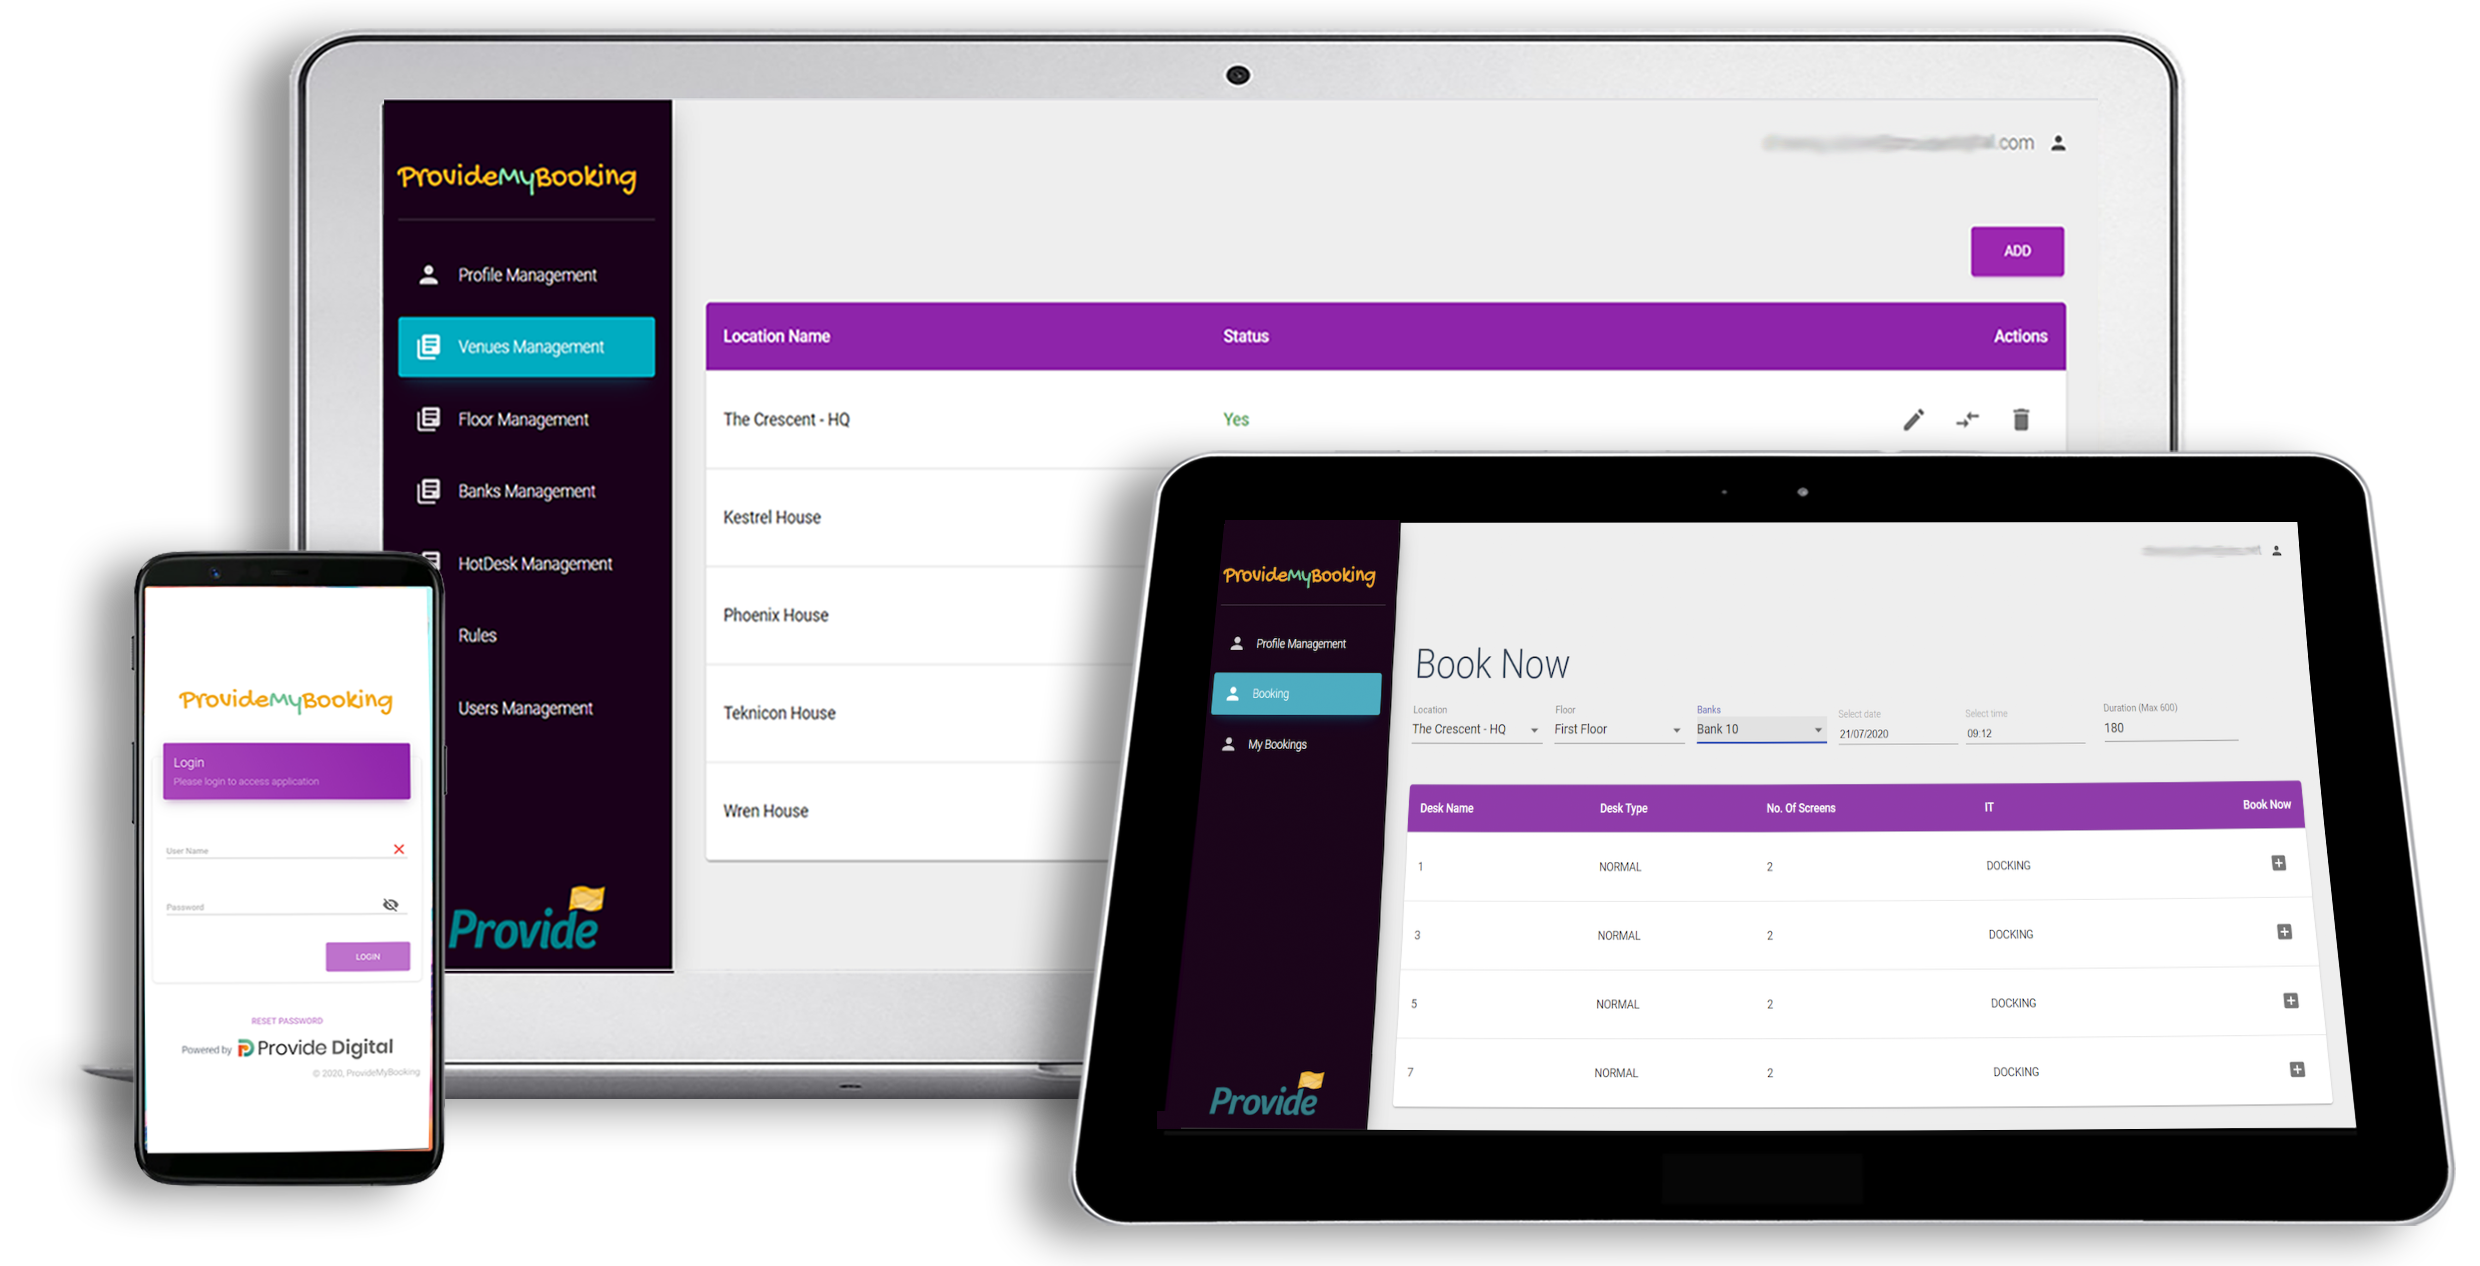 .com
ProvideMyBooking
Profile Management
Venues Management
Floor Management
Banks Management
HotDesk Management
Rules
Users Management
Provide
ADD
Location Name Status Actions
The Crescent - HQ Yes
Kestrel House
Phoenix House
Teknicon House
Wren House
ProvideMyBooking
Login
Please login to access application
User Name
Password
LOGIN
RESET PASSWORD
Powered by Provide Digital
© 2020, ProvideMyBooking
ProvideMyBooking
Profile Management
Booking
My Bookings
Provide
Book Now
Location Floor Banks Select date Select time Duration (Max 600)
The Crescent - HQ First Floor Bank 10 21/07/2020 09:12 180
Desk Name Desk Type No. Of Screens IT Book Now
1 NORMAL 2 DOCKING
3 NORMAL 2 DOCKING
5 NORMAL 2 DOCKING
7 NORMAL 2 DOCKING